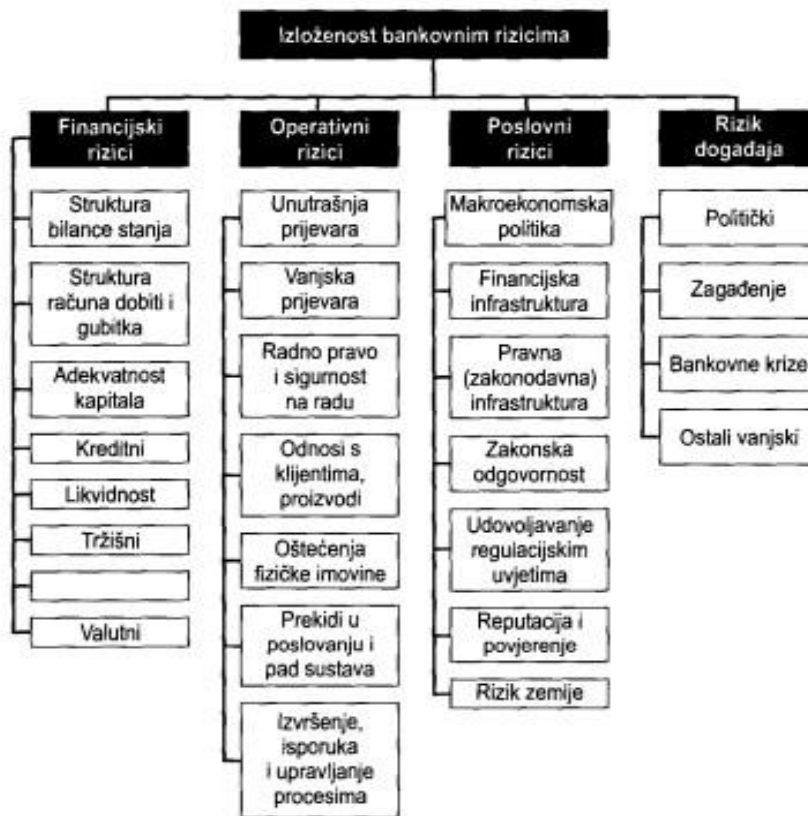 Izloženost bankovnim rizicima
Financijski
rizici
Struktura
bilance stanja
Struktura
računa dobiti i
gubitka
Adekvatnost
kapitala
Kreditni
Likvidnost
Tržišni
Valutni
Operativni
rizici
Unutrašnja
prijevara
Vanjska
prijevara
Radno pravo
i sigurnost
na radu
Odnosi s
klijentima,
proizvodi
Oštećenja
fizičke imovine
Prekidi u
poslovanju i
pad sustava
Izvršenje,
isporuka
i upravljanje
procesima
Poslovni
rizici
Makroekonomska
politika
Financijska
infrastruktura
Pravna
(zakonodavna)
infrastruktura
Zakonska
odgovornost
Udovoljavanje
regulacijskim
uvjetima
Reputacija i
povjerenje
Rizik zemije
Rizik
događaja
Politički
Zagađenje
Bankovne krize
Ostali vanjski